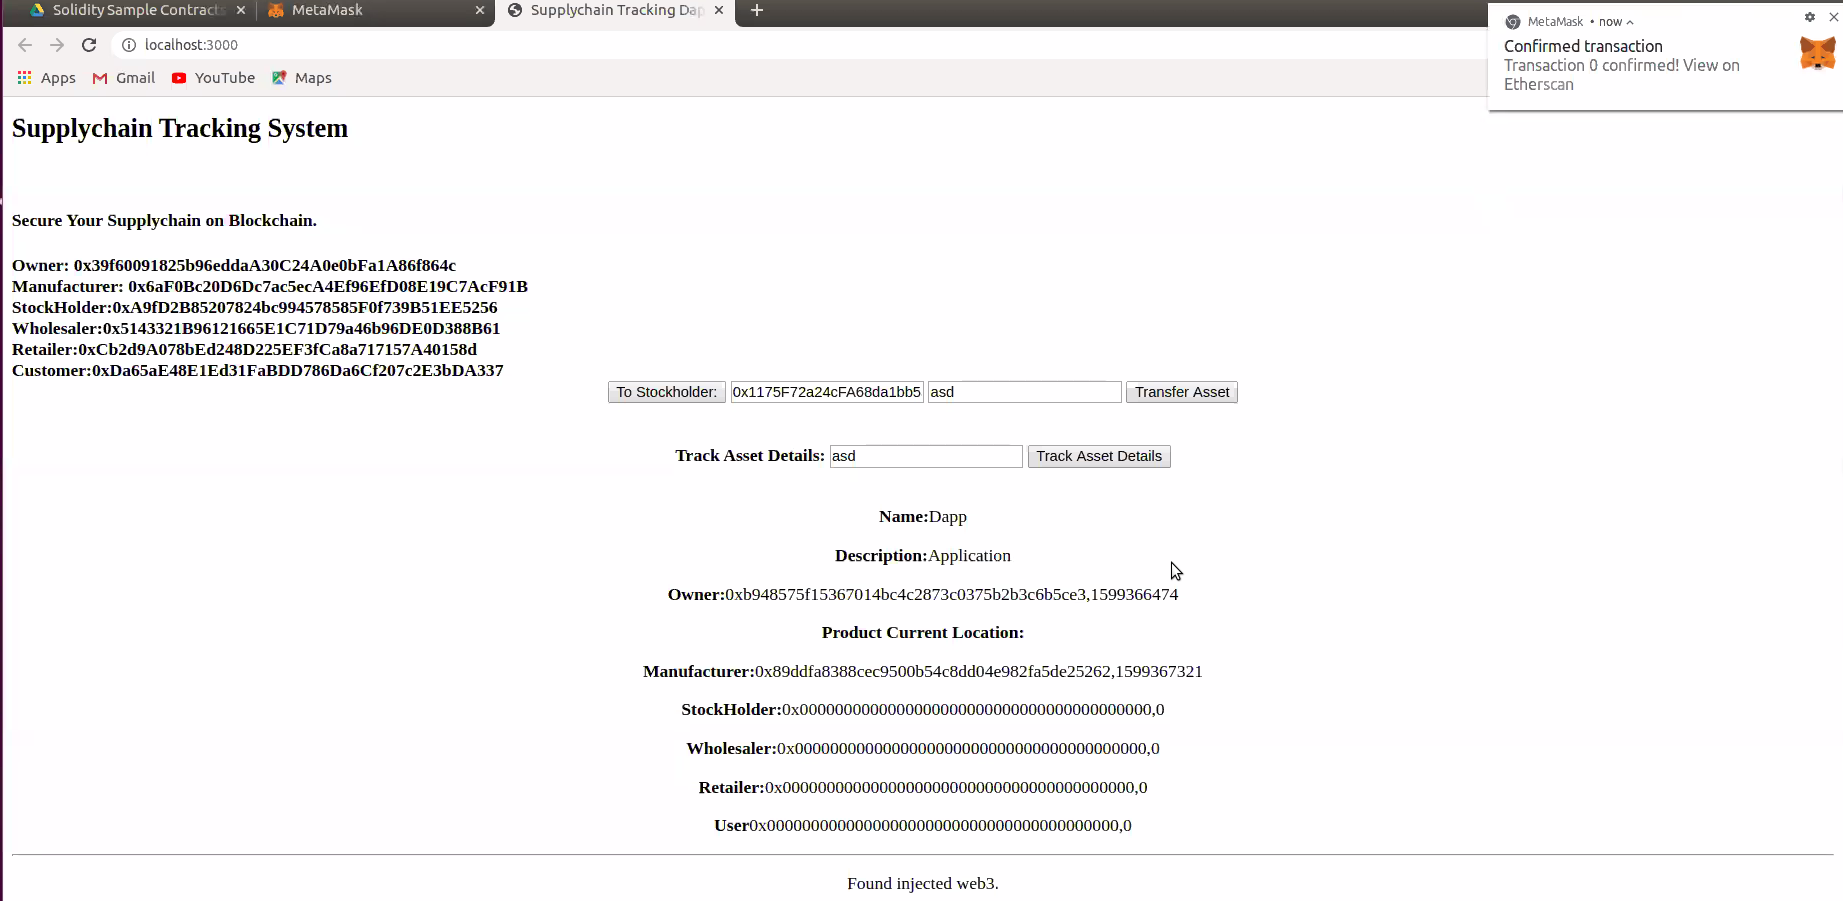 Solidity Sample Contracts
MetaMask
Supplychain Tracking Dap
localhost:3000
Apps Gmail YouTube Maps
MetaMask • now
Confirmed transaction
Transaction 0 confirmed! View on
Etherscan
Supplychain Tracking System
Secure Your Supplychain on Blockchain.
Owner: 0x39f60091825b96eddaA30C24A0e0bFa1A86f864c
Manufacturer: 0x6aF0Bc20D6Dc7ac5ecA4Ef96EfD08E19C7AcF91B
StockHolder:0xA9fD2B85207824bc994578585F0f739B51EE5256
Wholesaler:0x5143321B96121665E1C71D79a46b96DE0D388B61
Retailer:0xCb2d9A078bEd248D225EF3fCa8a717157A40158d
Customer:0xDa65aE48E1Ed31FaBDD786Da6Cf207c2E3bDA337
To Stockholder: 0x1175F72a24cFA68da1bb5 asd Transfer Asset
Track Asset Details: asd Track Asset Details
Name:Dapp
Description:Application
Owner:0xb948575f15367014bc4c2873c0375b2b3c6b5ce3,1599366474
Product Current Location:
Manufacturer:0x89ddfa8388cec9500b54c8dd04e982fa5de25262,1599367321
StockHolder:0x0000000000000000000000000000000000000000,0
Wholesaler:0x0000000000000000000000000000000000000000,0
Retailer:0x0000000000000000000000000000000000000000,0
User0x0000000000000000000000000000000000000000,0
Found injected web3.